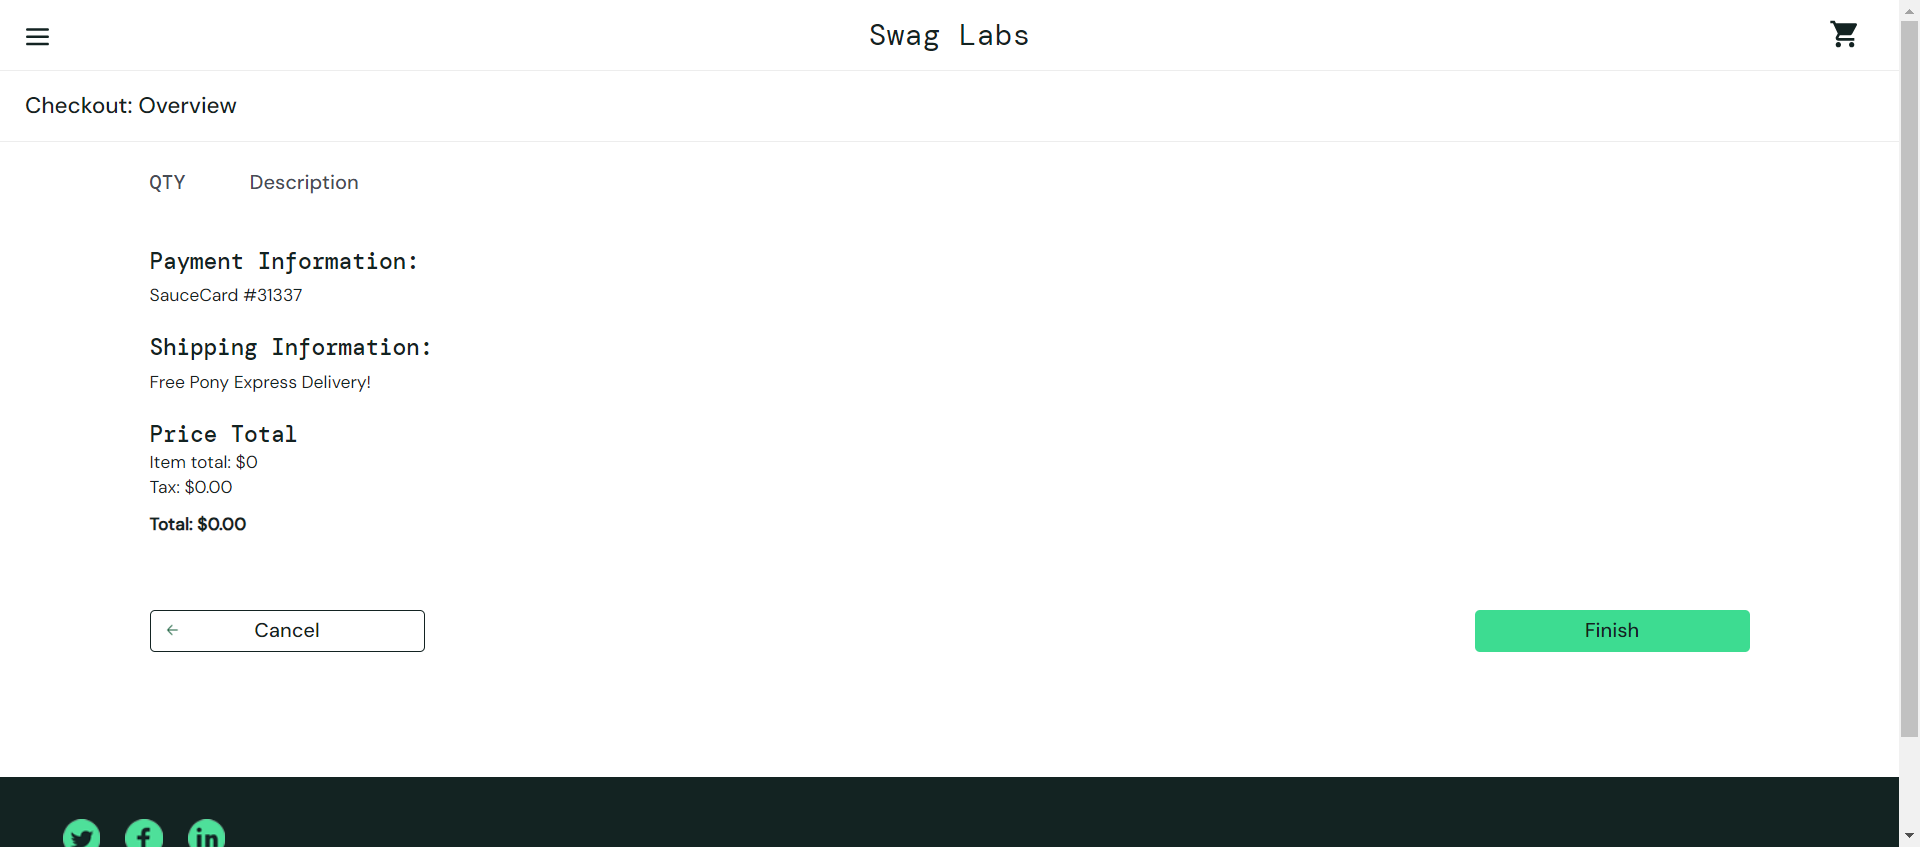 Swag Labs
Checkout: Overview
QTY Description
Payment Information:
SauceCard #31337
Shipping Information:
Free Pony Express Delivery!
Price Total
Item total: $0
Tax: $0.00
Total: $0.00
Cancel
Finish